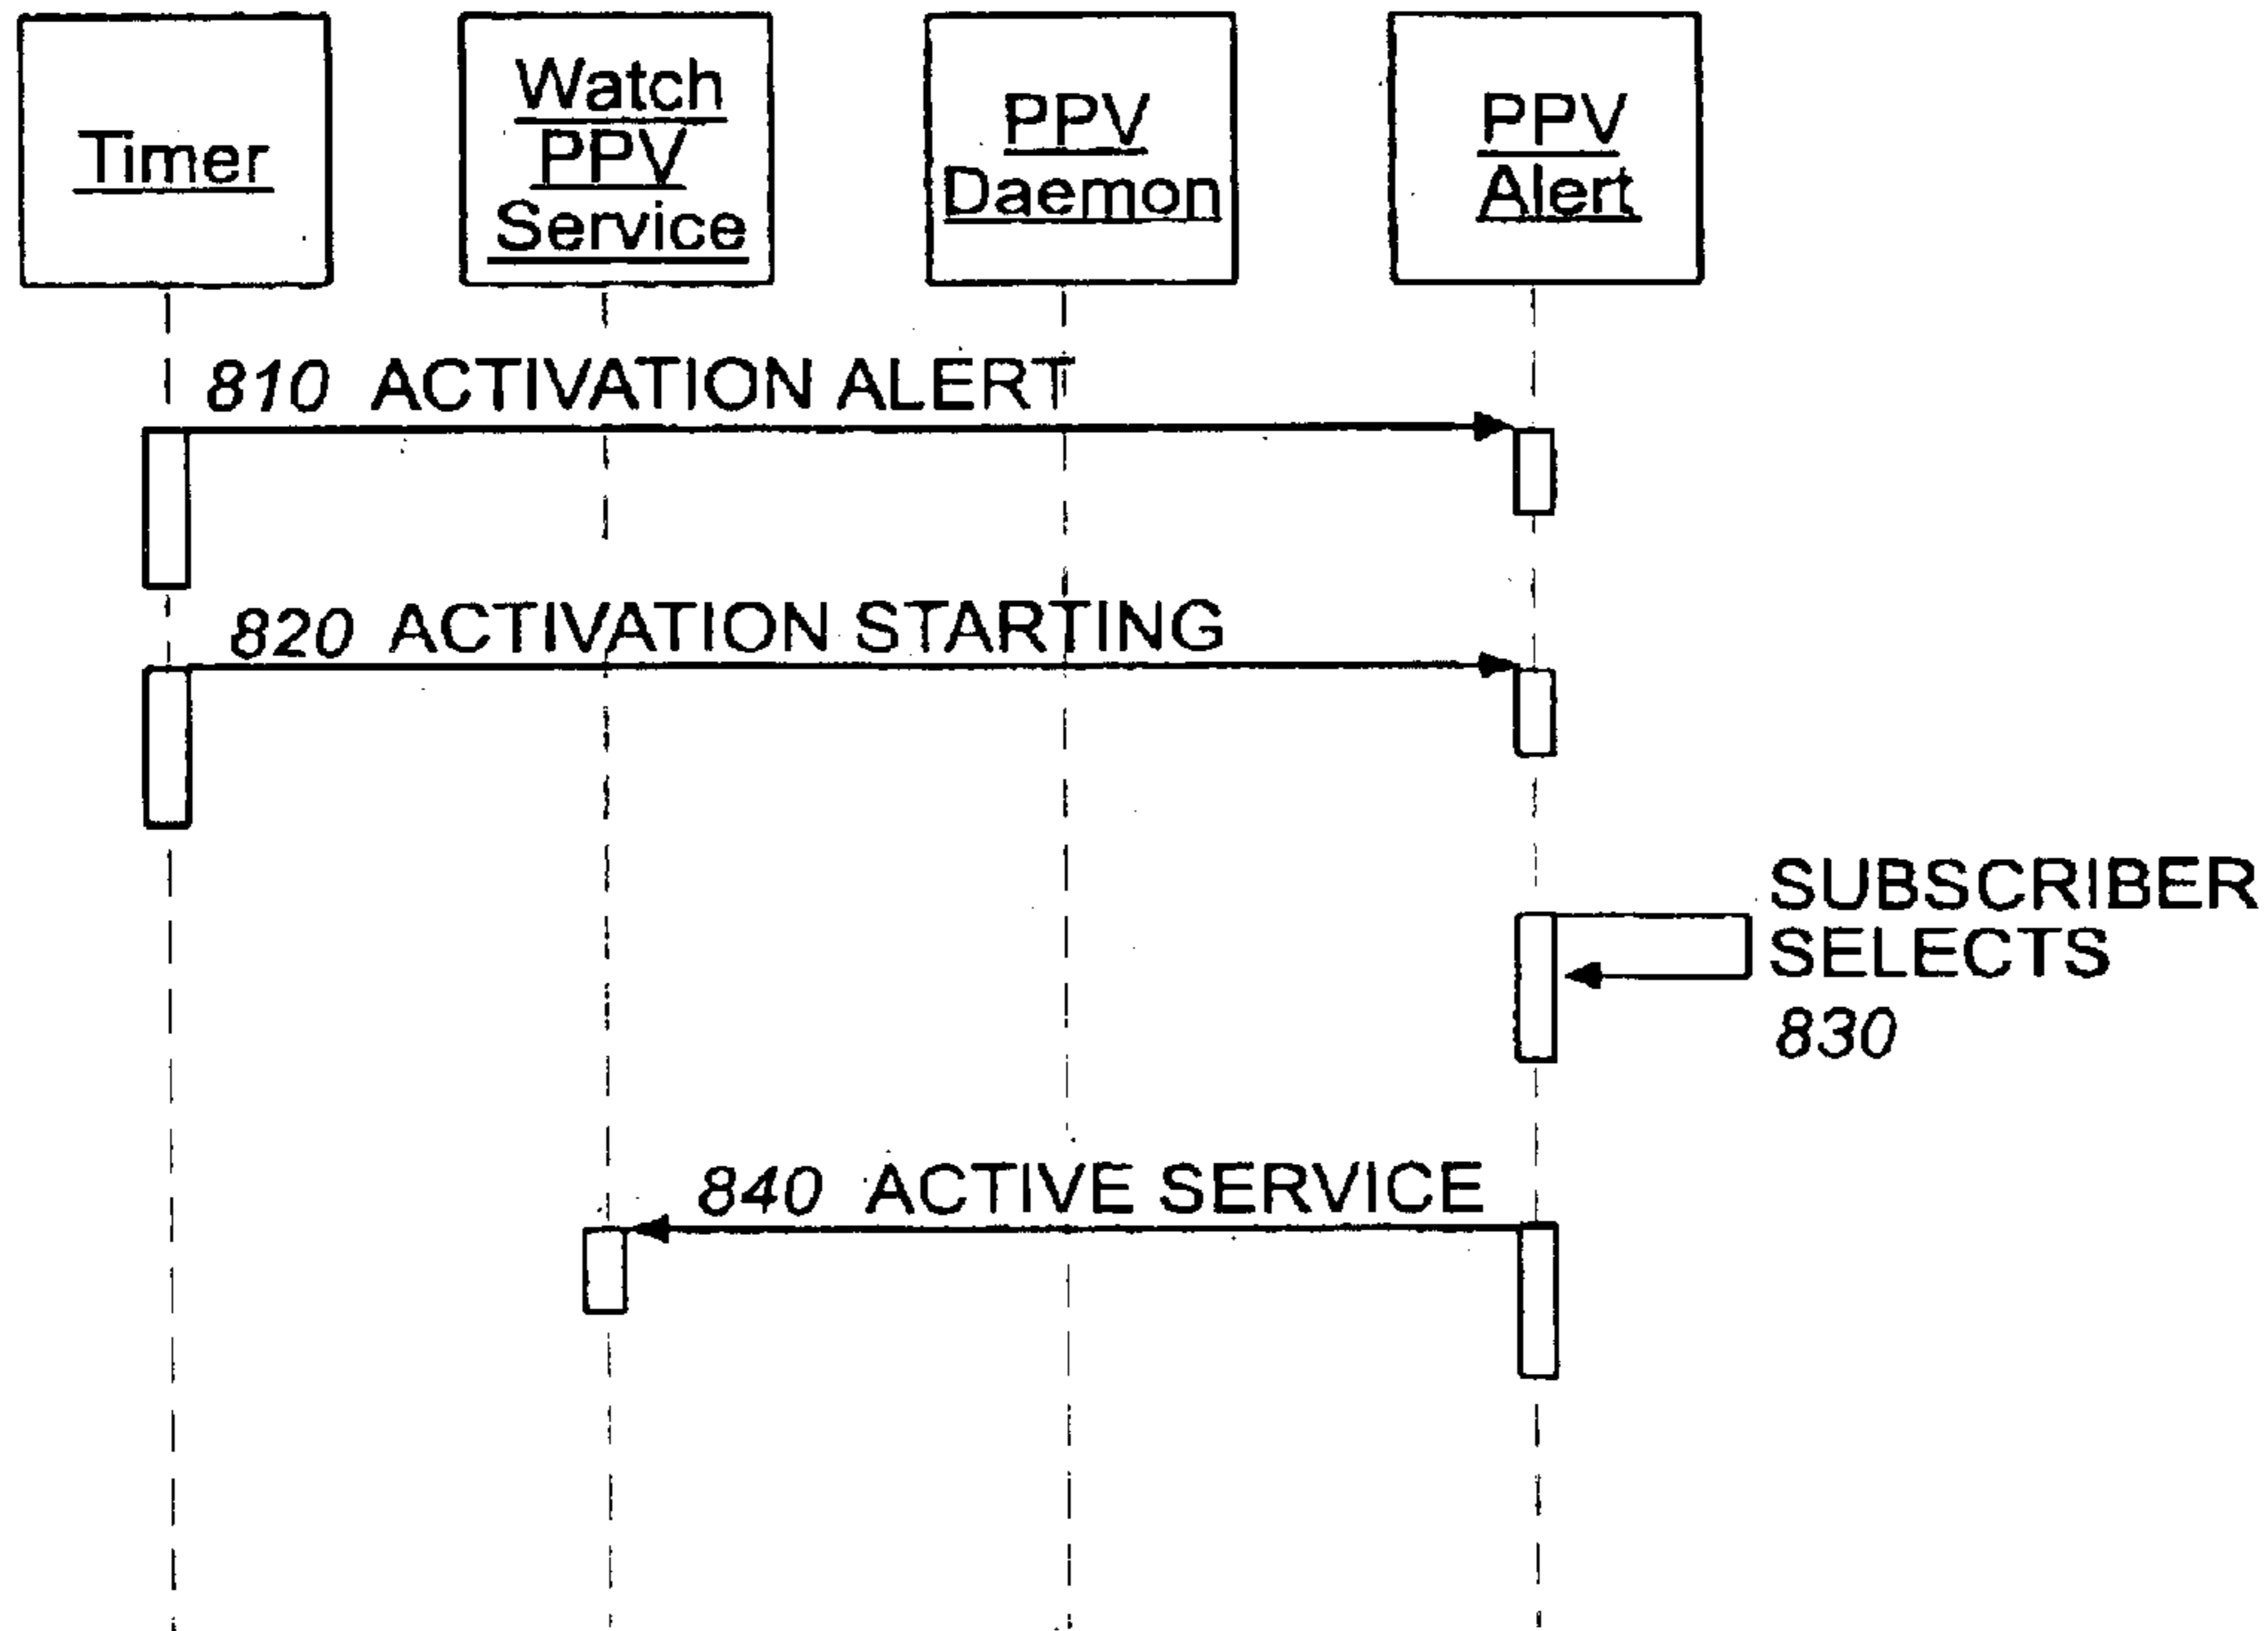 Timer
Watch
PPV
Service
PPV
Daemon
PPV
Alert
810 ACTIVATION ALERT
820 ACTIVATION STARTING
SUBSCRIBER
SELECTS
830
840 ACTIVE SERVICE